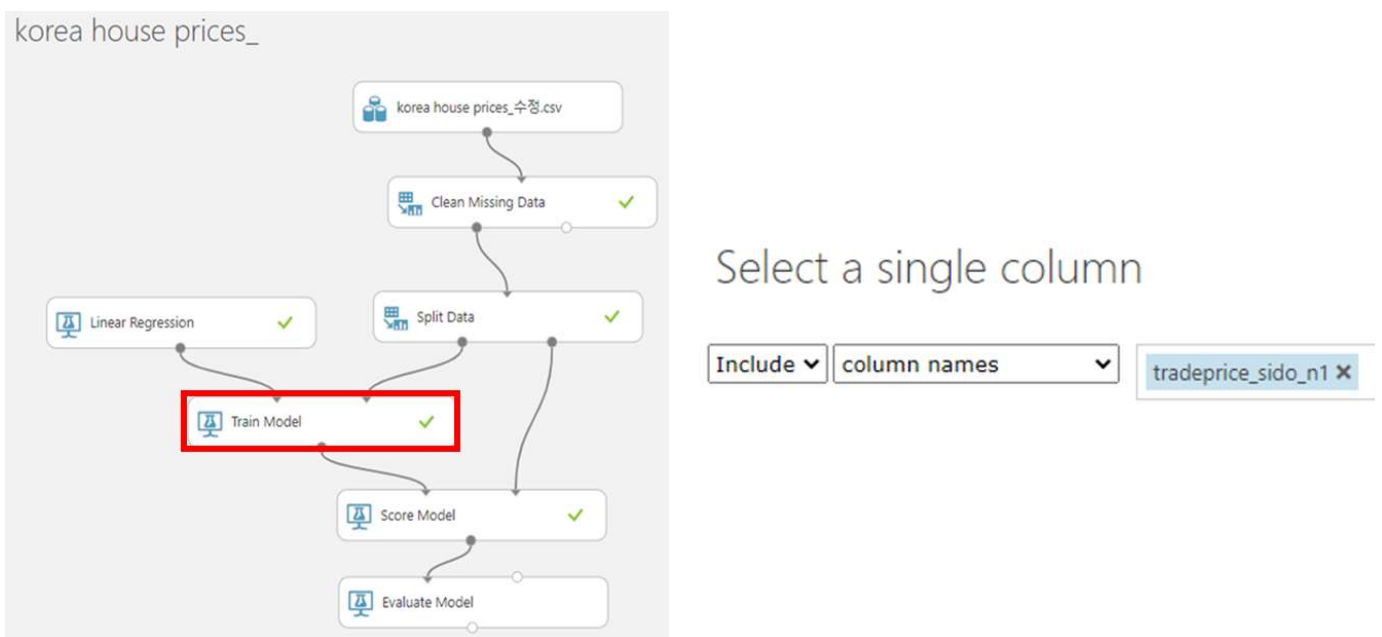 korea house prices_
korea house prices_수정.csv
Clean Missing Data
Linear Regression
Split Data
Train Model
Score Model
Evaluate Model
Select a single column
Include column names tradeprice_sido_n1 ×